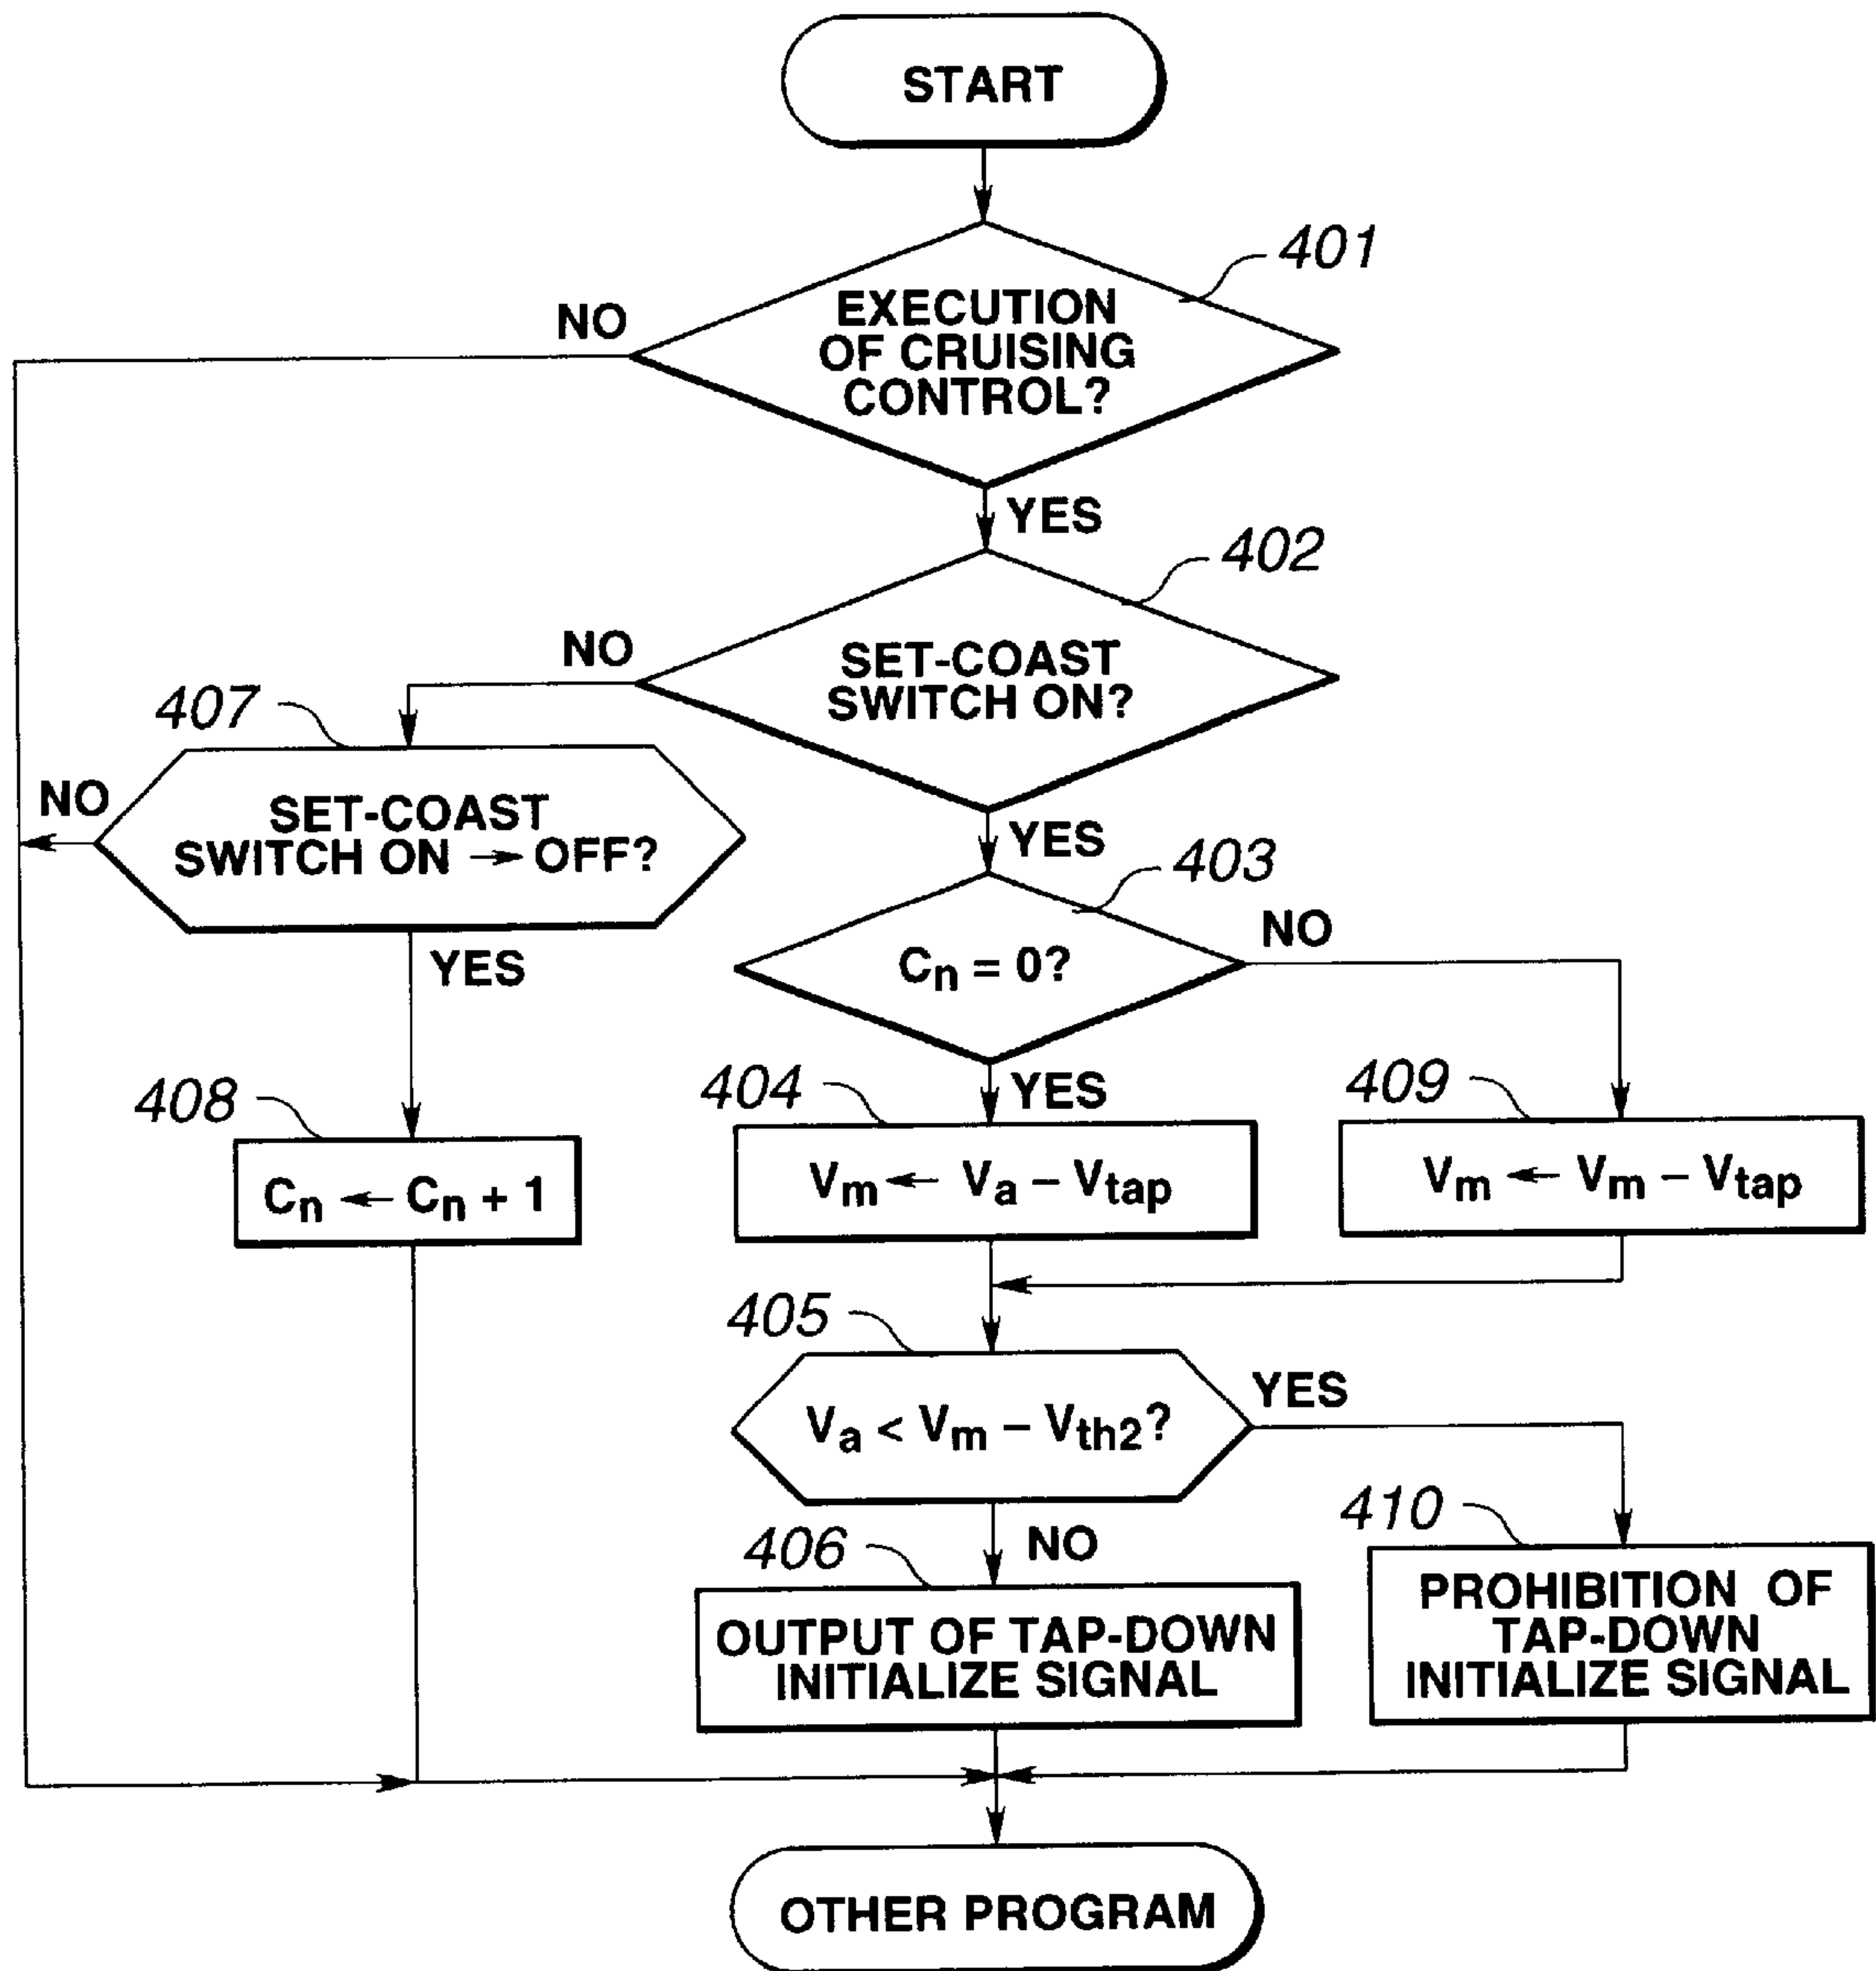 START
401
NO
EXECUTION
OF CRUISING
CONTROL?
YES
402
NO
SET-COAST
SWITCH ON?
407
NO
SET-COAST
SWITCH ON → OFF?
YES
403
YES
Cn = 0?
NO
408
Cn ← Cn + 1
404
YES
Vm ← Va – Vtap
409
Vm ← Vm – Vtap
405
Va < Vm – Vth2?
YES
406
NO
OUTPUT OF TAP-DOWN
INITIALIZE SIGNAL
410
PROHIBITION OF
TAP-DOWN
INITIALIZE SIGNAL
OTHER PROGRAM